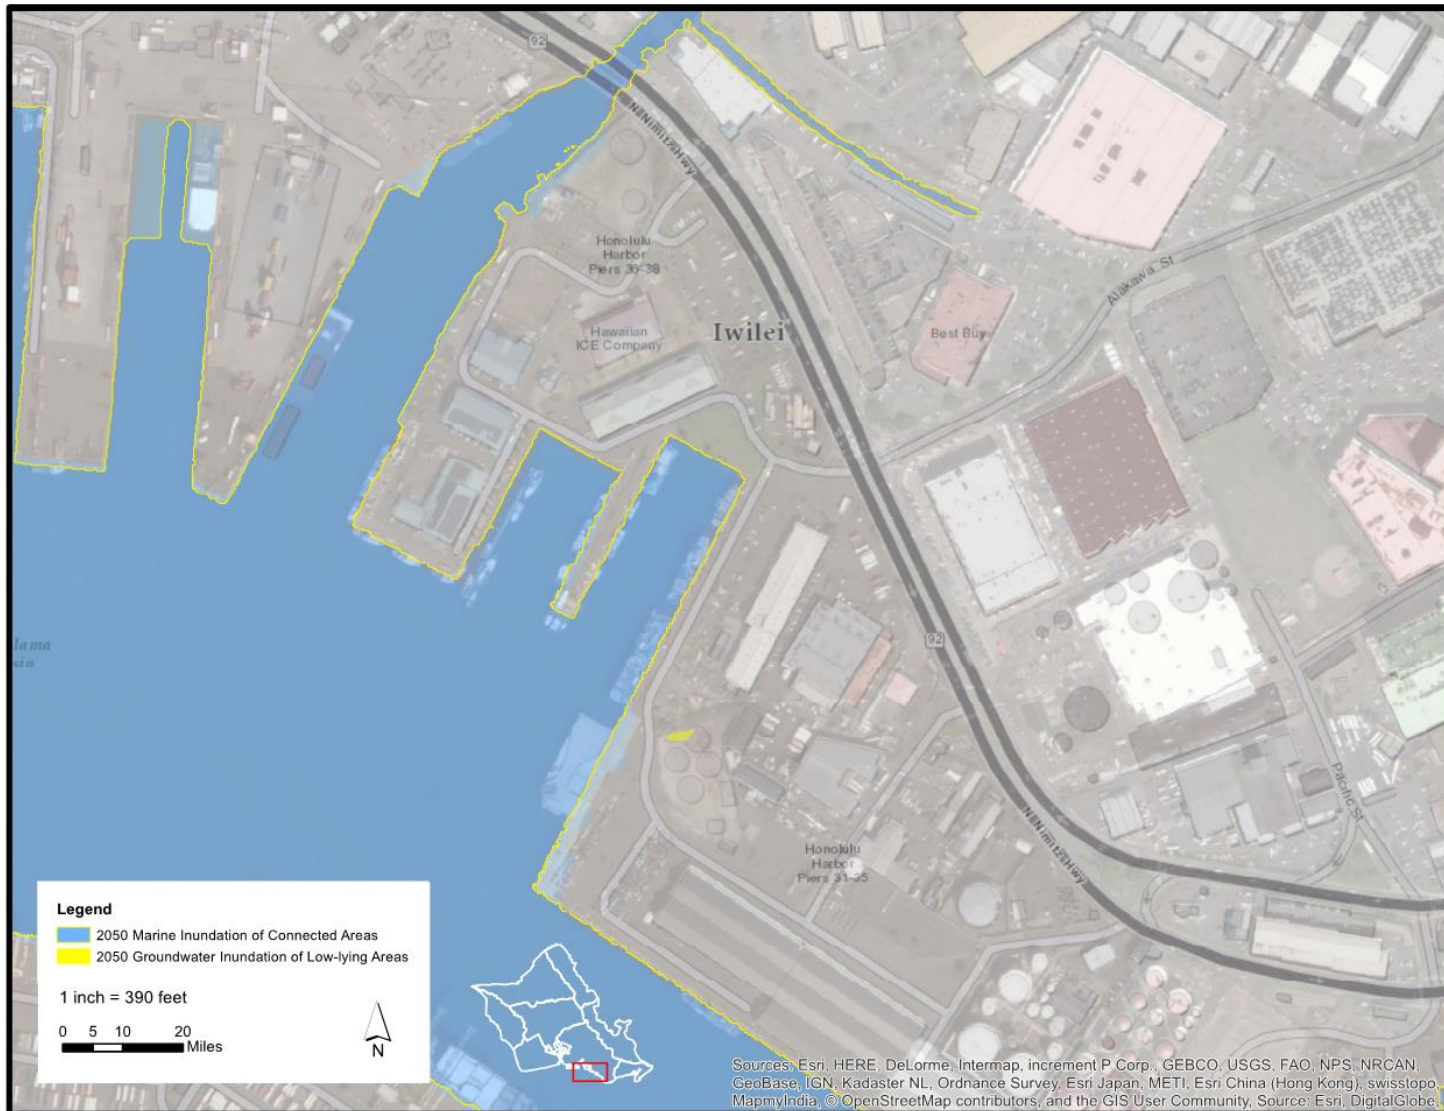 92
N Nimitz Hwy
Honolulu
Harbor
Piers 36-38
Alakawa St
Iwilei
Hawaiian
ICE Company
Best Buy
92
lama
sin
Pacific St
N Nimitz Hwy
Honolulu
Harbor
Piers 31-35
Legend
2050 Marine Inundation of Connected Areas
2050 Groundwater Inundation of Low-lying Areas
1 inch = 390 feet
0 5 10 20
Miles
N
Sources: Esri, HERE, DeLorme, Intermap, increment P Corp., GEBCO, USGS, FAO, NPS, NRCAN,
GeoBase, IGN, Kadaster NL, Ordnance Survey, Esri Japan, METI, Esri China (Hong Kong), swisstopo,
MapmyIndia, © OpenStreetMap contributors, and the GIS User Community, Source: Esri, DigitalGlobe,